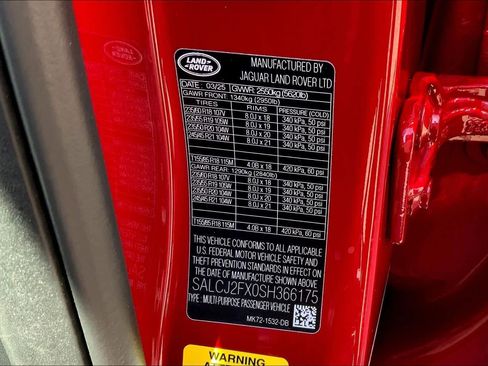 LAND
ROVER
MANUFACTURED BY
JAGUAR LAND ROVER LTD
DATE : 03/25 GVWR: 2550kg (5620lb)
GAWR FRONT: 1340kg (2950lb)
TIRES RIMS PRESSURE (COLD)
235/60 R18 107V 8.0J x 18 340 kPa, 50 psi
235/55 R19 105W 8.0J x 19 340 kPa, 50 psi
235/50 R20 104W 8.0J x 20 340 kPa, 50 psi
245/45 R21 104W 8.0J x 21 340 kPa, 50 psi
T155/85 R18 115M 4.0B x 18 420 kPa, 60 psi
GAWR REAR: 1290kg (2840lb)
235/60 R18 107V 8.0J x 18 340 kPa, 50 psi
235/55 R19 105W 8.0J x 19 340 kPa, 50 psi
235/50 R20 104W 8.0J x 20 340 kPa, 50 psi
245/45 R21 104W 8.0J x 21 340 kPa, 50 psi
T155/85 R18 115M 4.0B x 18 420 kPa, 60 psi
THIS VEHICLE CONFORMS TO ALL APPLICABLE
U.S. FEDERAL MOTOR VEHICLE SAFETY AND
THEFT PREVENTION STANDARDS IN EFFECT ON
THE DATE OF MANUFACTURE SHOWN ABOVE
SALCJ2FX0SH366175
TYPE : MULTI-PURPOSE PASSENGER VEHICLE
MK72-1532-DB
WARNING